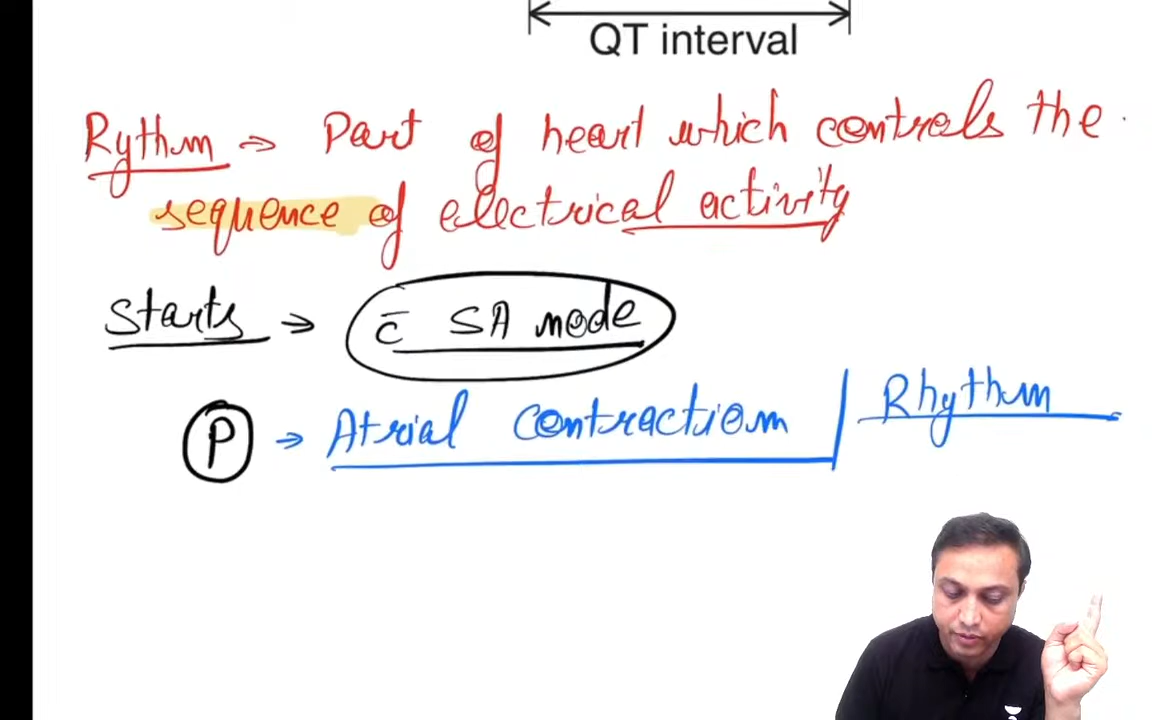 QT interval
Rythm → Part of heart which controls the
sequence of electrical activity
Starts → c̄ SA node
P → Atrial contraction / Rhythm